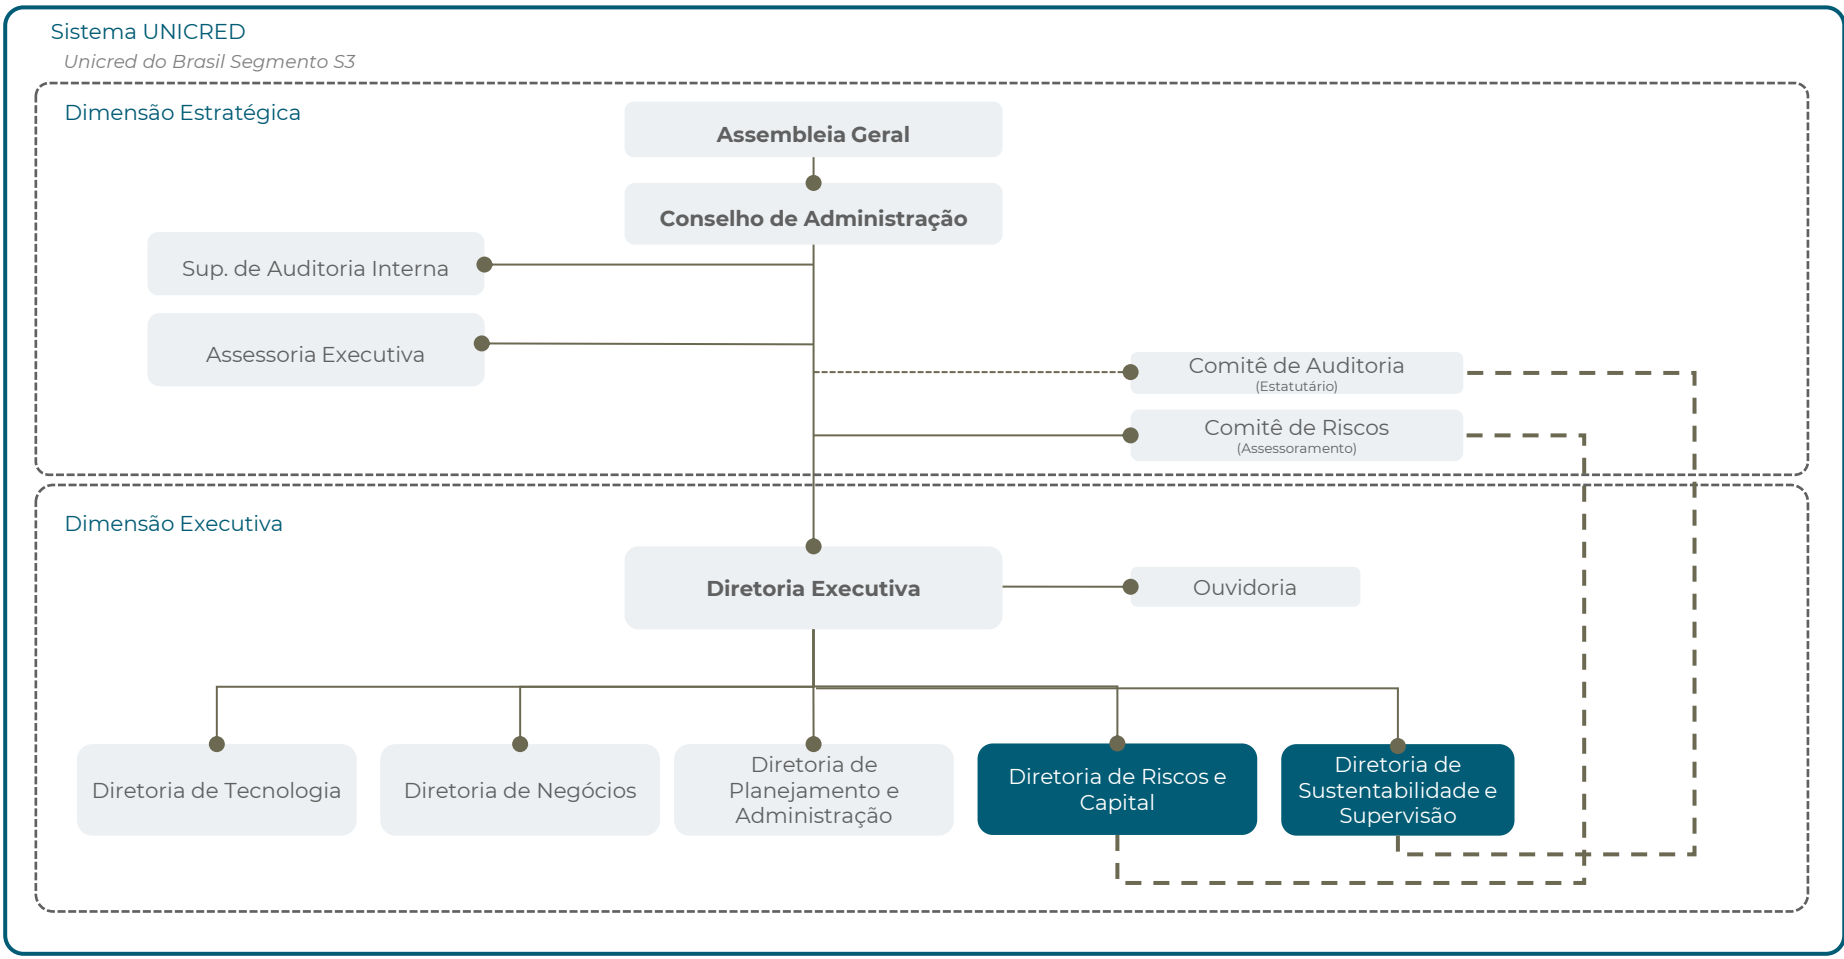 Sistema UNICRED
Unicred do Brasil Segmento S3
Dimensão Estratégica
Assembleia Geral
Conselho de Administração
Sup. de Auditoria Interna
Assessoria Executiva
Comitê de Auditoria
(Estatutário)
Comitê de Riscos
(Assessoramento)
Dimensão Executiva
Diretoria Executiva
Ouvidoria
Diretoria de Tecnologia
Diretoria de Negócios
Diretoria de
Planejamento e
Administração
Diretoria de Riscos e
Capital
Diretoria de
Sustentabilidade e
Supervisão